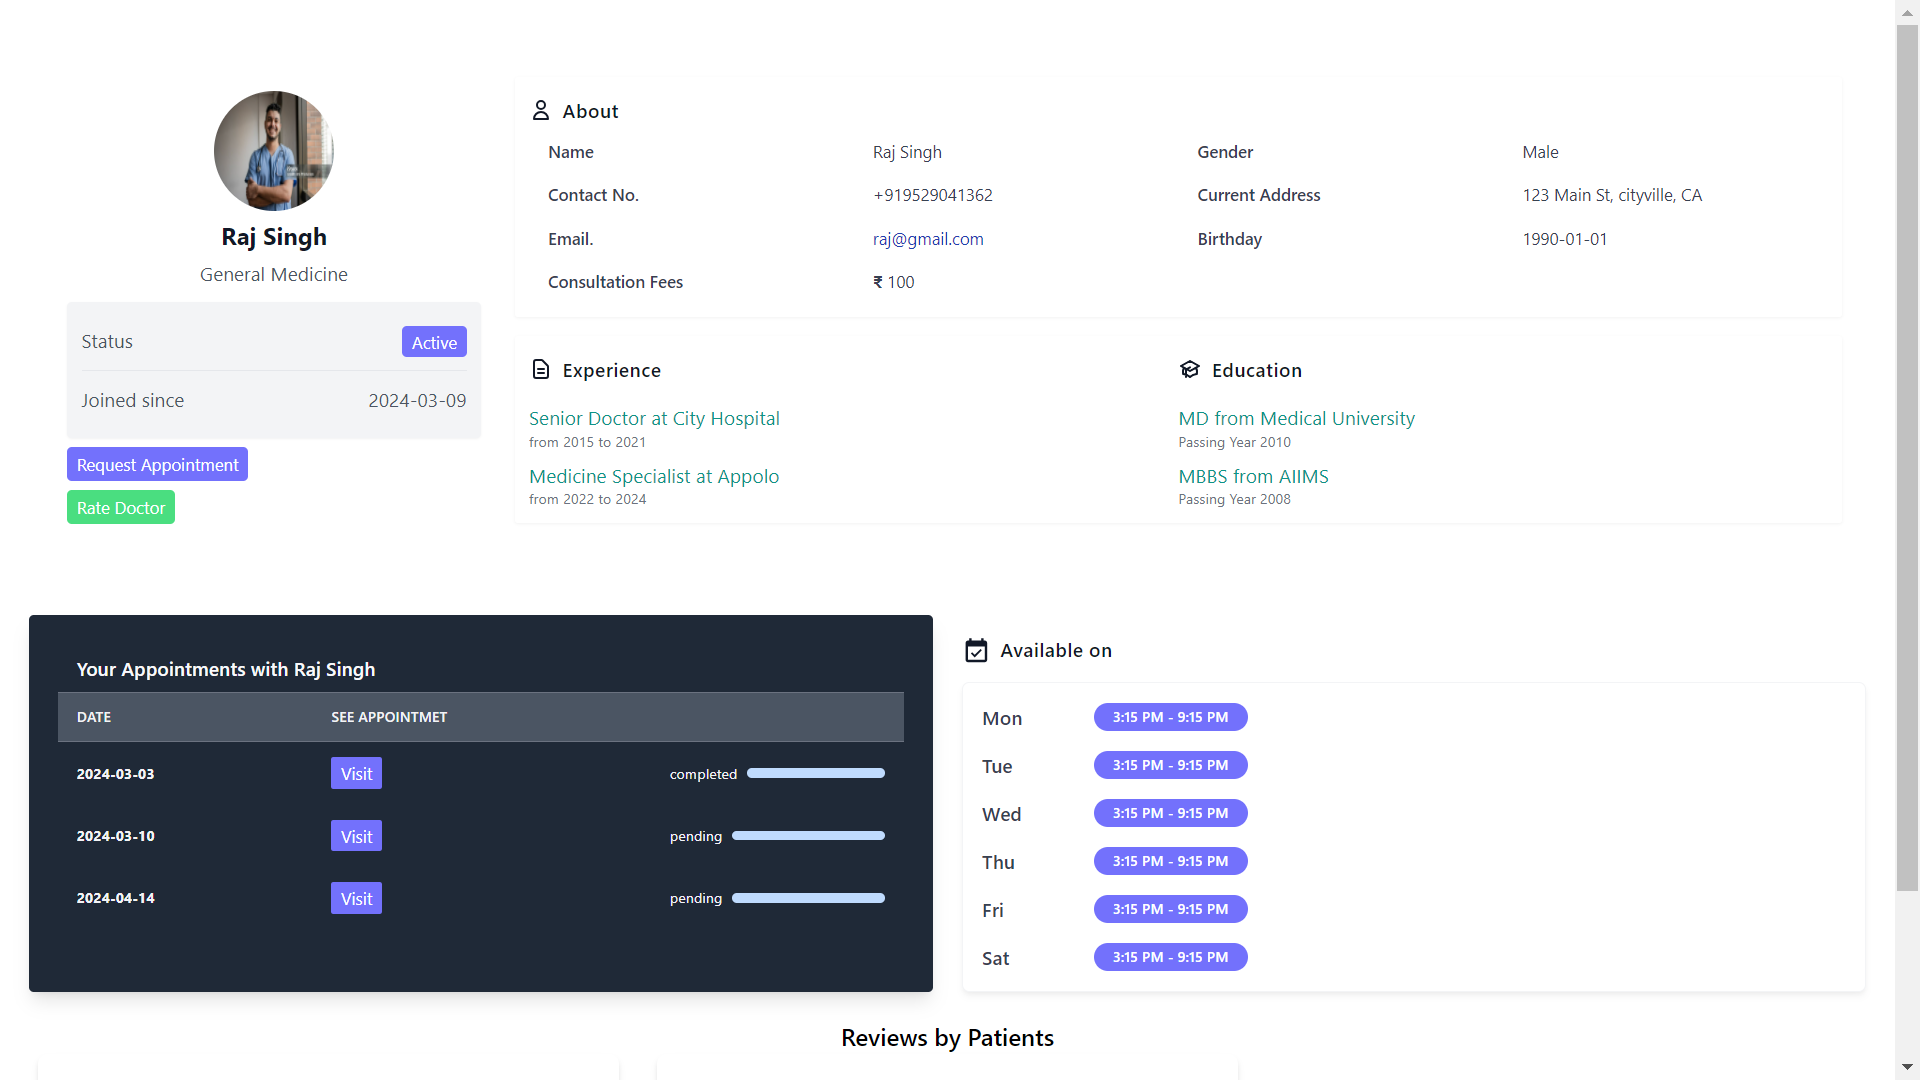 Raj Singh
General Medicine
Status Active
Joined since 2024-03-09
Request Appointment
Rate Doctor
About
Name Raj Singh Gender Male
Contact No. +919529041362 Current Address 123 Main St, cityville, CA
Email. raj@gmail.com Birthday 1990-01-01
Consultation Fees ₹ 100
Experience
Senior Doctor at City Hospital
from 2015 to 2021
Medicine Specialist at Appolo
from 2022 to 2024
Education
MD from Medical University
Passing Year 2010
MBBS from AIIMS
Passing Year 2008
Your Appointments with Raj Singh
DATE SEE APPOINTMET
2024-03-03 Visit completed
2024-03-10 Visit pending
2024-04-14 Visit pending
Available on
Mon 3:15 PM - 9:15 PM
Tue 3:15 PM - 9:15 PM
Wed 3:15 PM - 9:15 PM
Thu 3:15 PM - 9:15 PM
Fri 3:15 PM - 9:15 PM
Sat 3:15 PM - 9:15 PM
Reviews by Patients